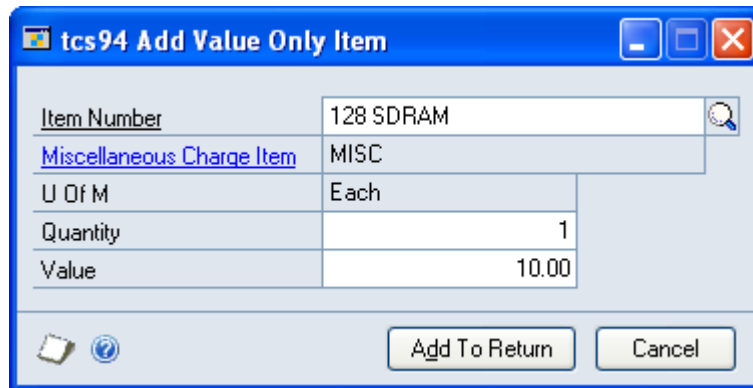 tcs94 Add Value Only Item
Item Number 128 SDRAM
Miscellaneous Charge Item MISC
U Of M Each
Quantity 1
Value 10.00
Add To Return Cancel